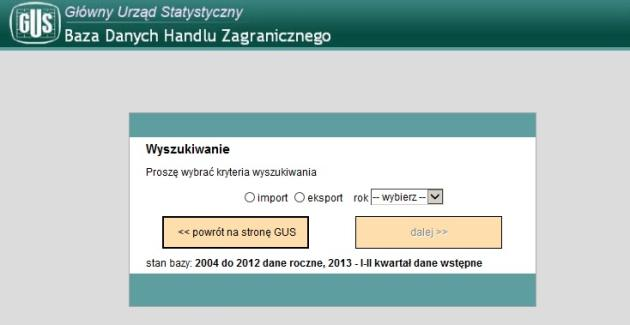 GUS
Główny Urząd Statystyczny
Baza Danych Handlu Zagranicznego
Wyszukiwanie
Proszę wybrać kryteria wyszukiwania
import eksport rok -- wybierz --
<< powrót na stronę GUS dalej >>
stan bazy: 2004 do 2012 dane roczne, 2013 - I-II kwartał dane wstępne